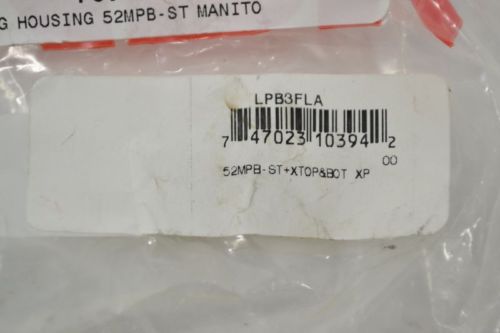 G HOUSING 52MPB-ST MANITO
LPB3FLA
7 47023 10394 2
00
52MPB-ST+XTOP&BOT XP